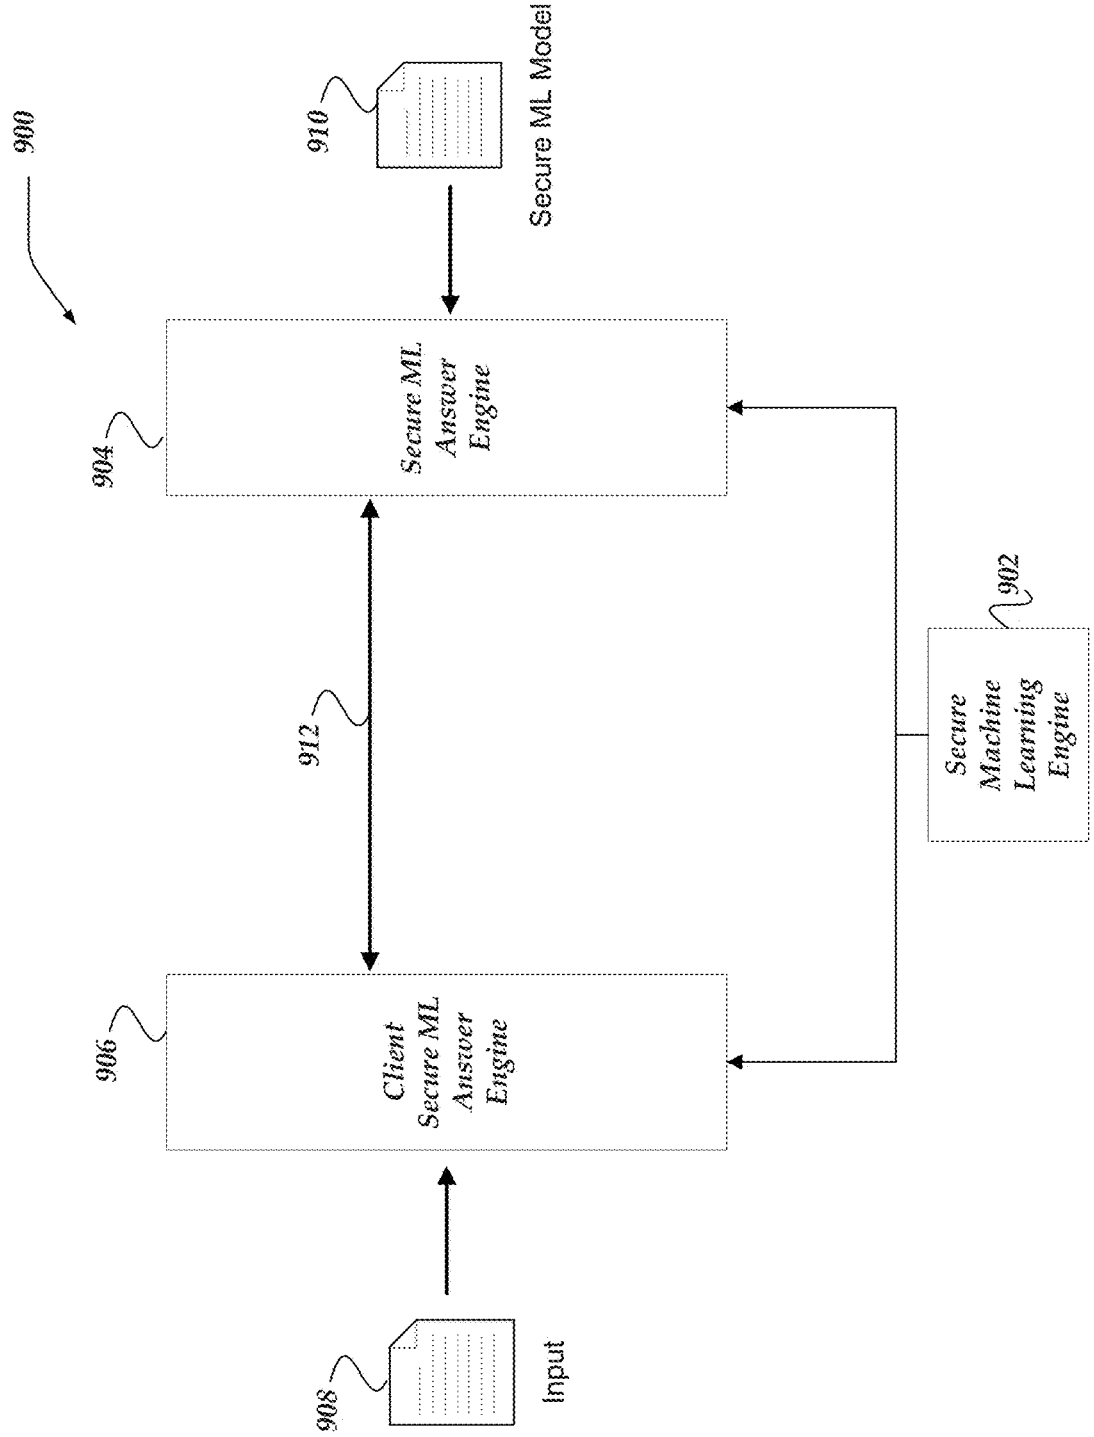 900
904
906
908
910
912
902
Input
Client
Secure ML
Answer
Engine
Secure ML
Answer
Engine
Secure ML Model
Secure
Machine
Learning
Engine